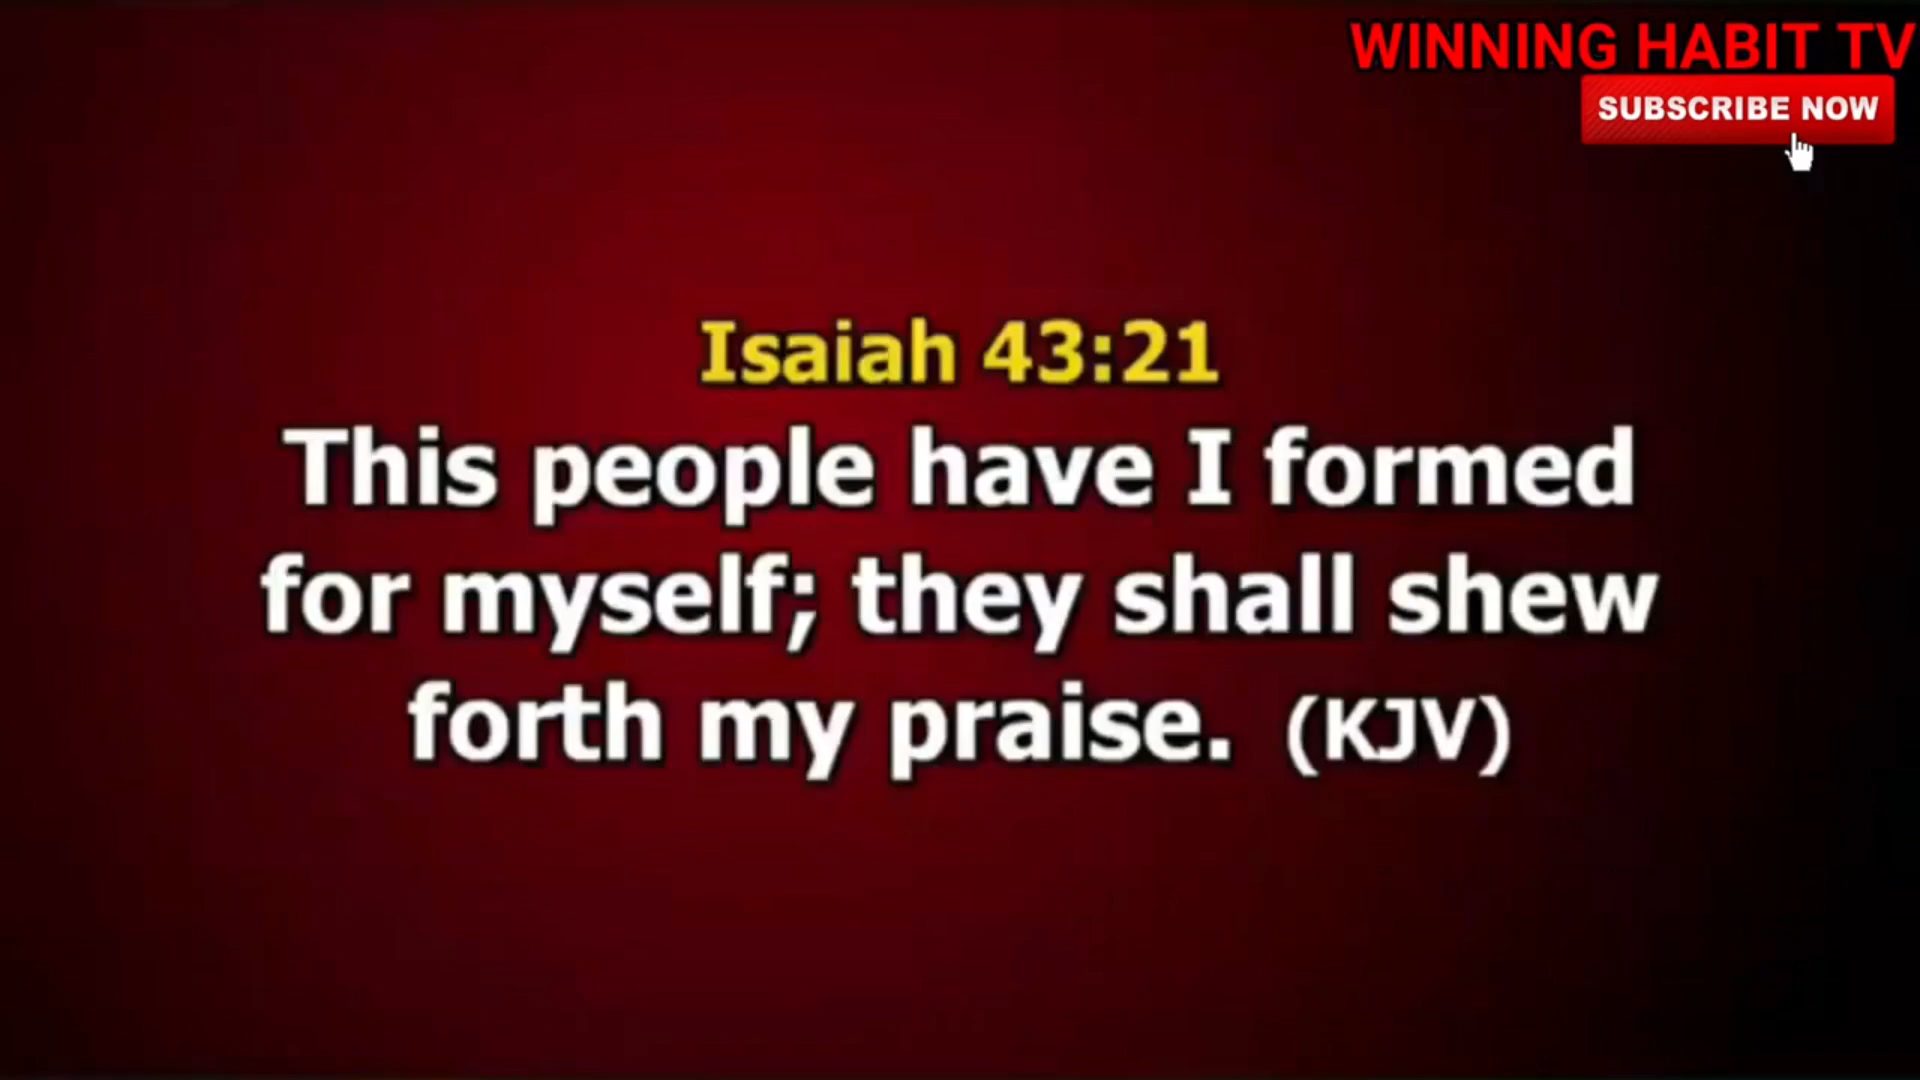 WINNING HABIT TV
SUBSCRIBE NOW
Isaiah 43:21
This people have I formed
for myself; they shall shew
forth my praise. (KJV)